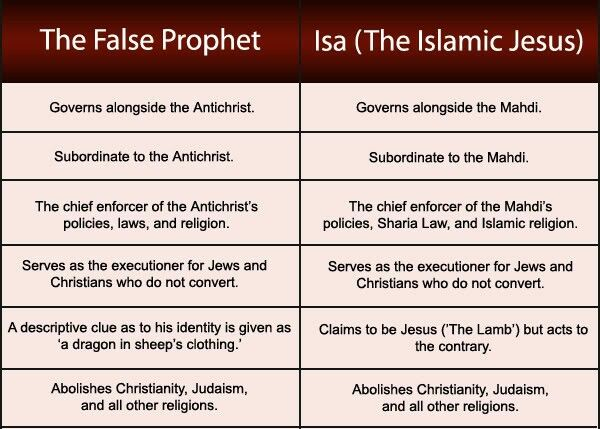 The False Prophet
Isa (The Islamic Jesus)
Governs alongside the Antichrist.
Governs alongside the Mahdi.
Subordinate to the Antichrist.
Subordinate to the Mahdi.
The chief enforcer of the Antichrist's
policies, laws, and religion.
The chief enforcer of the Mahdi's
policies, Sharia Law, and Islamic religion.
Serves as the executioner for Jews and
Christians who do not convert.
Serves as the executioner for Jews and
Christians who do not convert.
A descriptive clue as to his identity is given as
'a dragon in sheep's clothing.'
Claims to be Jesus ('The Lamb') but acts to
the contrary.
Abolishes Christianity, Judaism,
and all other religions.
Abolishes Christianity, Judaism,
and all other religions.